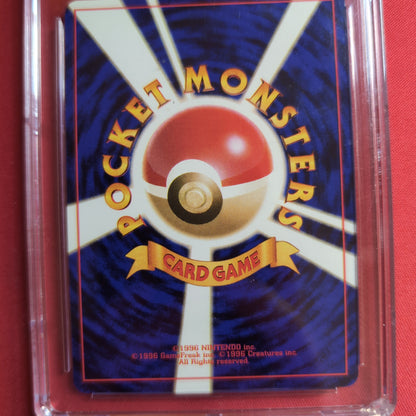 POCKET MONSTERS
CARD GAME
©1996 NINTENDO inc.
©1996 GameFreak inc. ©1996 Creatures inc.
All Rights reserved.